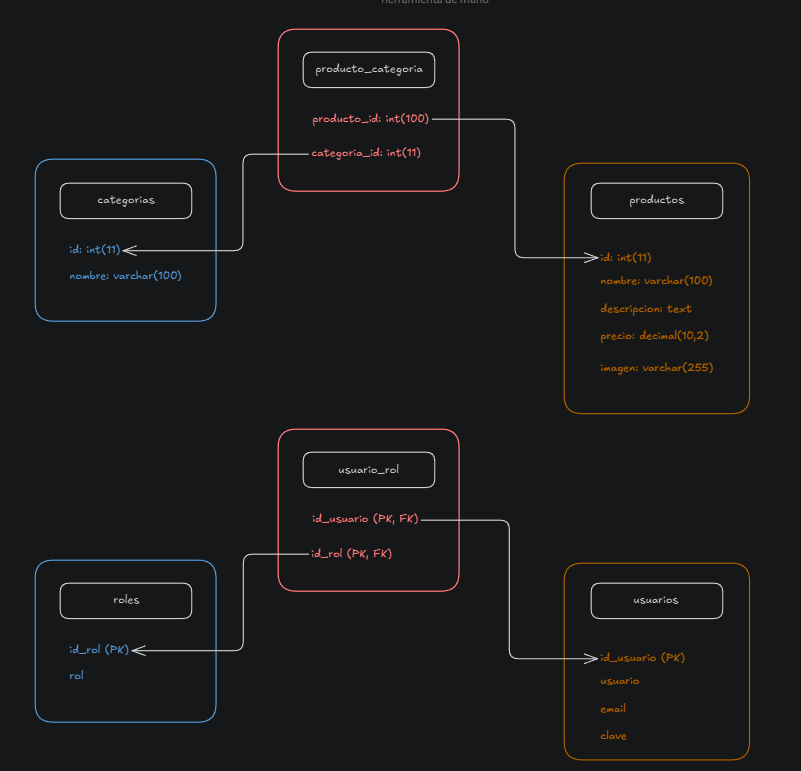 herramienta de mano
producto_categoria
producto_id: int(100)
categoria_id: int(11)
categorias
id: int(11)
nombre: varchar(100)
productos
id: int(11)
nombre: varchar(100)
descripcion: text
precio: decimal(10,2)
imagen: varchar(255)
usuario_rol
id_usuario (PK, FK)
id_rol (PK, FK)
roles
id_rol (PK)
rol
usuarios
id_usuario (PK)
usuario
email
clave